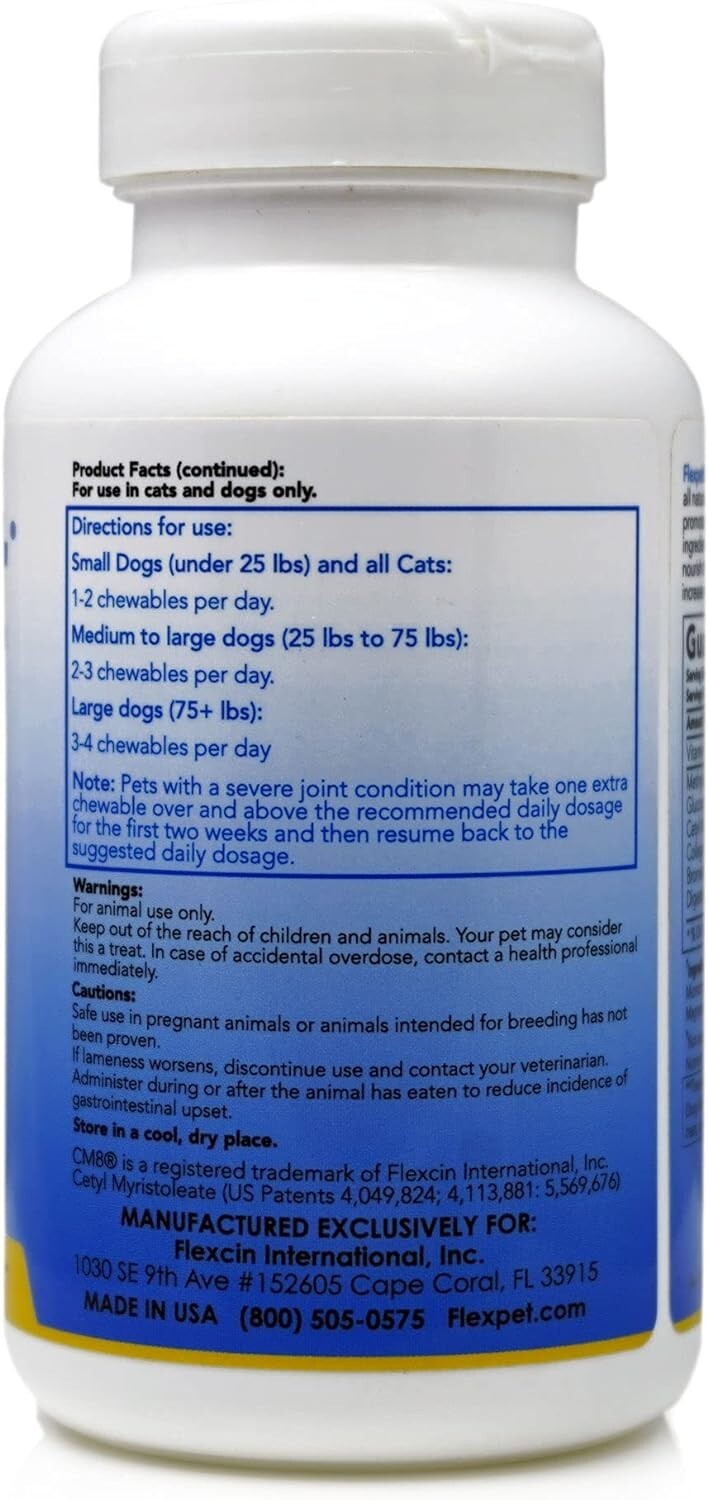 Product Facts (continued):
For use in cats and dogs only.
Directions for use:
Small Dogs (under 25 lbs) and all Cats:
1-2 chewables per day.
Medium to large dogs (25 lbs to 75 lbs):
2-3 chewables per day.
Large dogs (75+ lbs):
3-4 chewables per day
Note: Pets with a severe joint condition may take one extra
chewable over and above the recommended daily dosage
for the first two weeks and then resume back to the
suggested daily dosage.
Warnings:
For animal use only.
Keep out of the reach of children and animals. Your pet may consider
this a treat. In case of accidental overdose, contact a health professional
immediately.
Cautions:
Safe use in pregnant animals or animals intended for breeding has not
been proven.
If lameness worsens, discontinue use and contact your veterinarian.
Administer during or after the animal has eaten to reduce incidence of
gastrointestinal upset.
Store in a cool, dry place.
CM8® is a registered trademark of Flexcin International, Inc.
Cetyl Myristoleate (US Patents 4,049,824; 4,113,881: 5,569,676)
MANUFACTURED EXCLUSIVELY FOR:
Flexcin International, Inc.
1030 SE 9th Ave #152605 Cape Coral, FL 33915
MADE IN USA (800) 505-0575 Flexpet.com